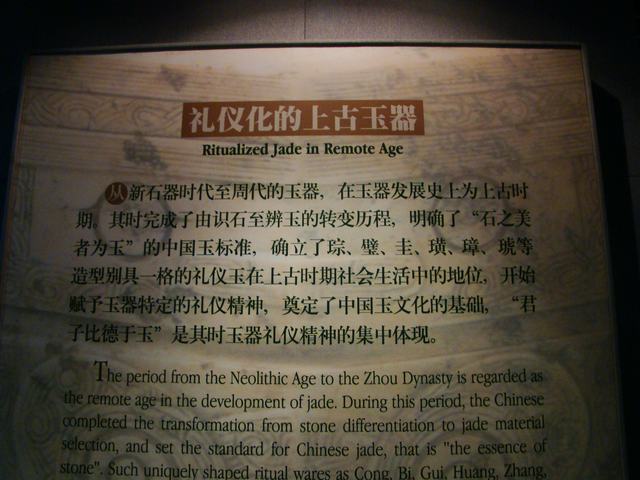 礼仪化的上古玉器
Ritualized Jade in Remote Age
从新石器时代至周代的玉器，在玉器发展史上为上古时
期。其时完成了由识石至辨玉的转变历程，明确了“石之美
者为玉”的中国玉标准，确立了琮、璧、圭、璜、璋、琥等
造型别具一格的礼仪玉在上古时期社会生活中的地位，开始
赋予玉器特定的礼仪精神，奠定了中国玉文化的基础，“君
子比德于玉”是其时玉器礼仪精神的集中体现。
The period from the Neolithic Age to the Zhou Dynasty is regarded as
the remote age in the development of jade. During this period, the Chinese
completed the transformation from stone differentiation to jade material
selection, and set the standard for Chinese jade, that is "the essence of
stone". Such uniquely shaped ritual wares as Cong, Bi, Gui, Huang, Zhang,